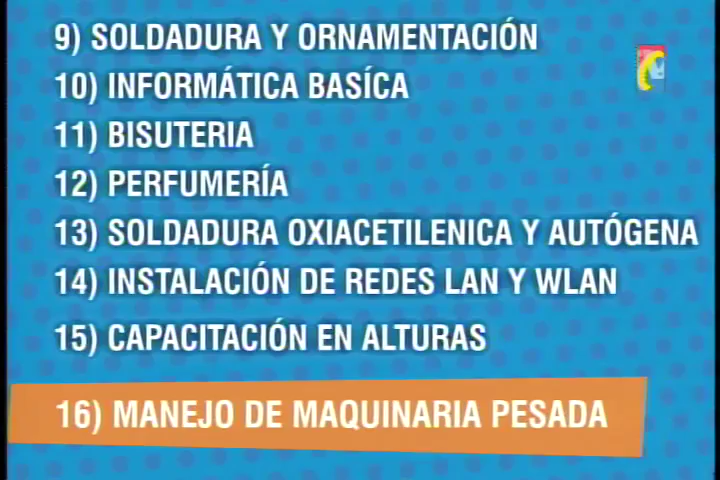 9) SOLDADURA Y ORNAMENTACIÓN
10) INFORMÁTICA BASÍCA
11) BISUTERIA
12) PERFUMERÍA
13) SOLDADURA OXIACETILENICA Y AUTÓGENA
14) INSTALACIÓN DE REDES LAN Y WLAN
15) CAPACITACIÓN EN ALTURAS
16) MANEJO DE MAQUINARIA PESADA